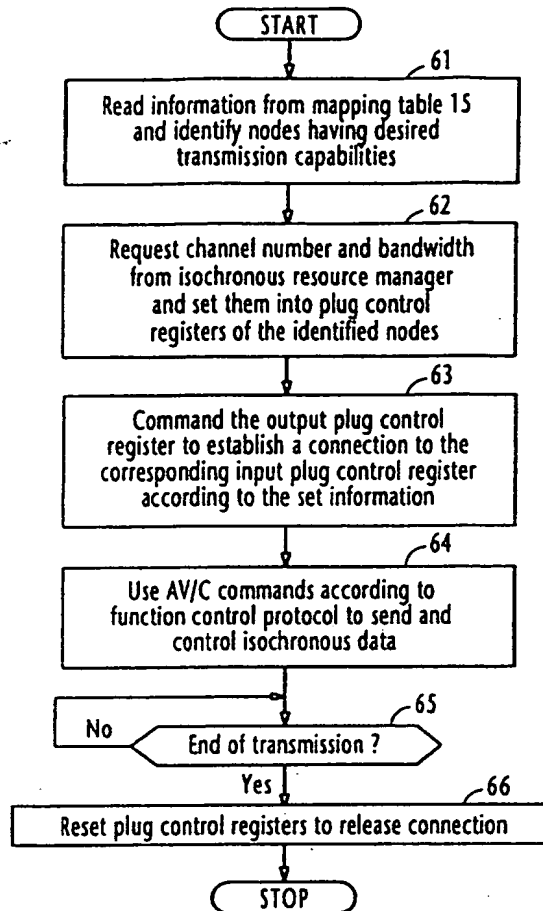 START
61
Read information from mapping table 15
and identify nodes having desired
transmission capabilities
62
Request channel number and bandwidth
from isochronous resource manager
and set them into plug control
registers of the identified nodes
63
Command the output plug control
register to establish a connection to the
corresponding input plug control register
according to the set information
64
Use AV/C commands according to
function control protocol to send and
control isochronous data
65
No
End of transmission ?
Yes
66
Reset plug control registers to release connection
STOP